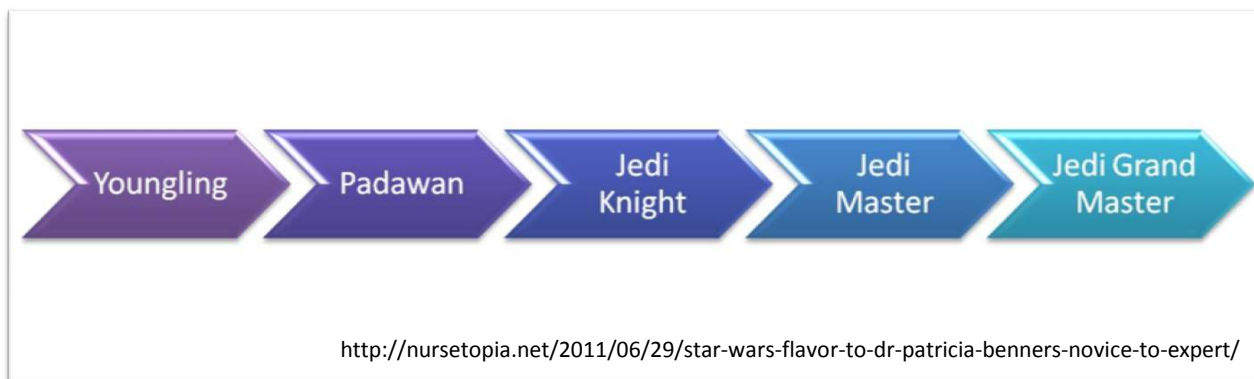 Youngling
Padawan
Jedi
Knight
Jedi
Master
Jedi Grand
Master
http://nursetopia.net/2011/06/29/star-wars-flavor-to-dr-patricia-benners-novice-to-expert/